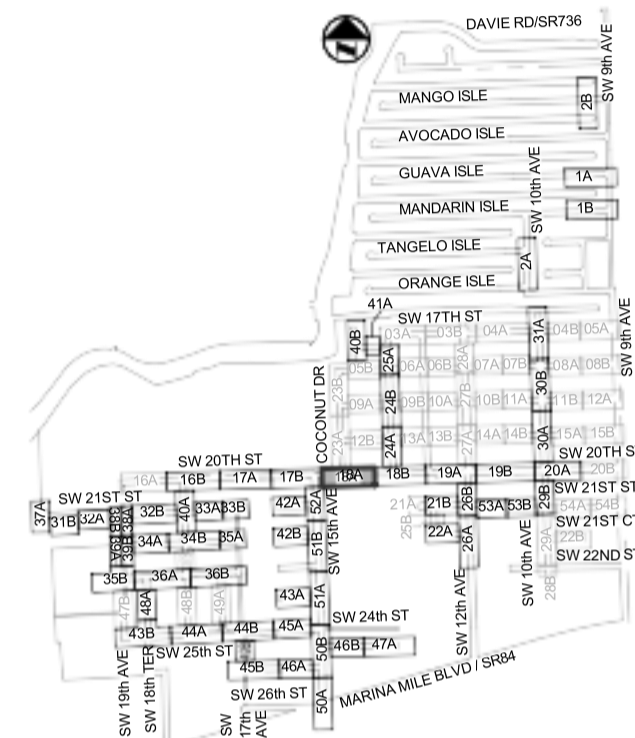 DAVIE RD/SR736
SW 9th AVE
MANGO ISLE
2B
AVOCADO ISLE
SW 10th AVE
GUAVA ISLE
1A
MANDARIN ISLE
1B
TANGELO ISLE
2A
ORANGE ISLE
41A
SW 17TH ST
40B
03A 03B 04A 31A 04B 05A
SW 9th AVE
05B 25A 06A 06B 28A 07A 07B 08A 08B
COCONUT DR
23B
09A 24B 09B 10A 27B 10B 11A 30B 11B 12A
23A 12B 24A 13A 13B 27A 14A 14B 30A 15A 15B
SW 20TH ST
SW 20TH S
16A 16B 17A 17B 18A 18B 19A 19B 20A 20B
SW 21ST ST
SW 21ST ST
37A 31B 32A 38B 38A 32B 40A 33A 33B 42A 52A
SW 15th AVE
21A 21B 26B 53A 53B 29B 54A 54B
25B
SW 21ST CT
39A 39B 34A 34B 35A 42B 51B
22A 26A
SW 10th AVE
29A 22B
SW 22ND ST
35B 36A 36B
28B
47B 48A 48B 49A 43A 51A
SW 12th AVE
SW 24th ST
43B 44A 44B 45A 50B 46B 47A
SW 25th ST
45B 46A
SW 26th ST
50A
MARINA MILE BLVD / SR84
SW 19th AVE
SW 18th TER
SW
17th
AVE